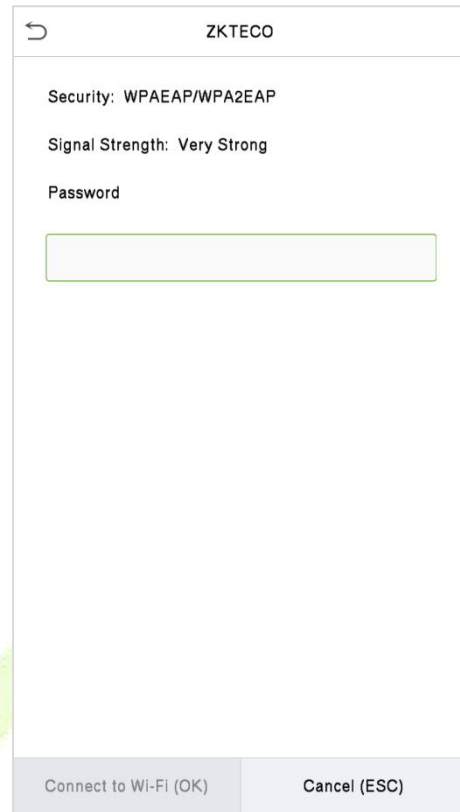 ZKTECO
Security: WPAEAP/WPA2EAP
Signal Strength: Very Strong
Password
Connect to Wi-Fi (OK)
Cancel (ESC)